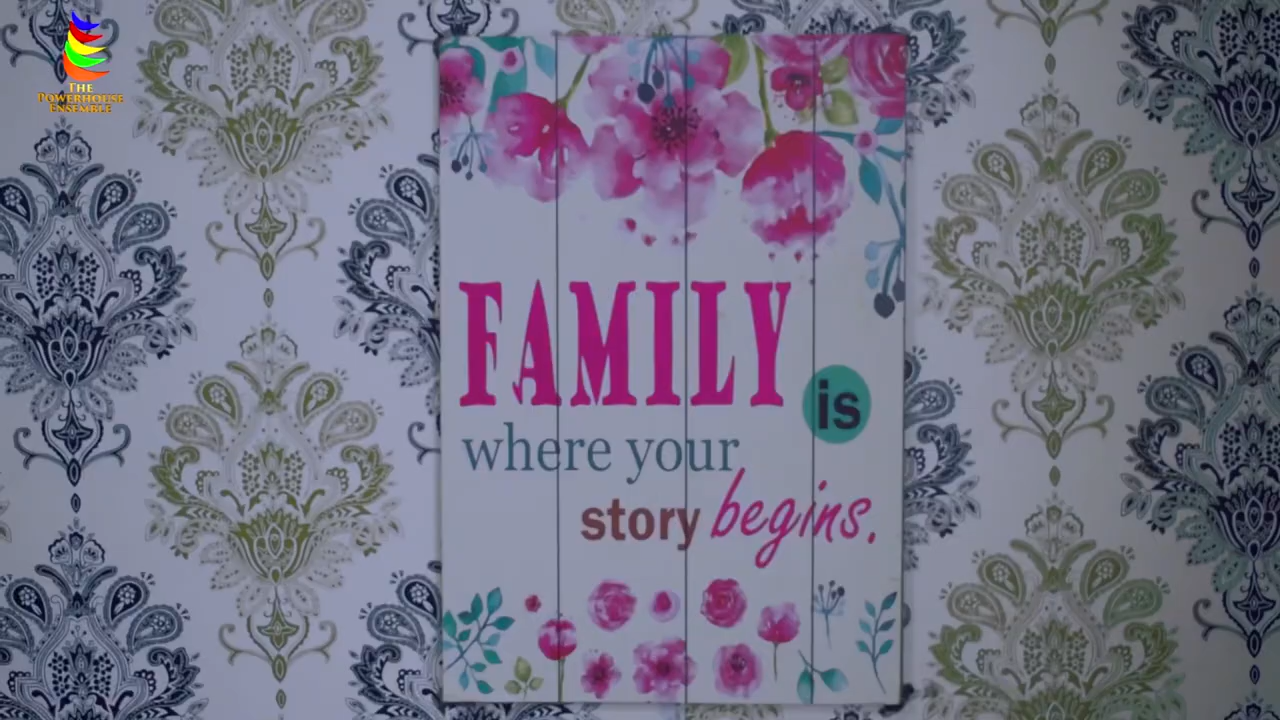 THE
POWERHOUSE
ENSEMBLE
FAMILY
is
where your
story begins.